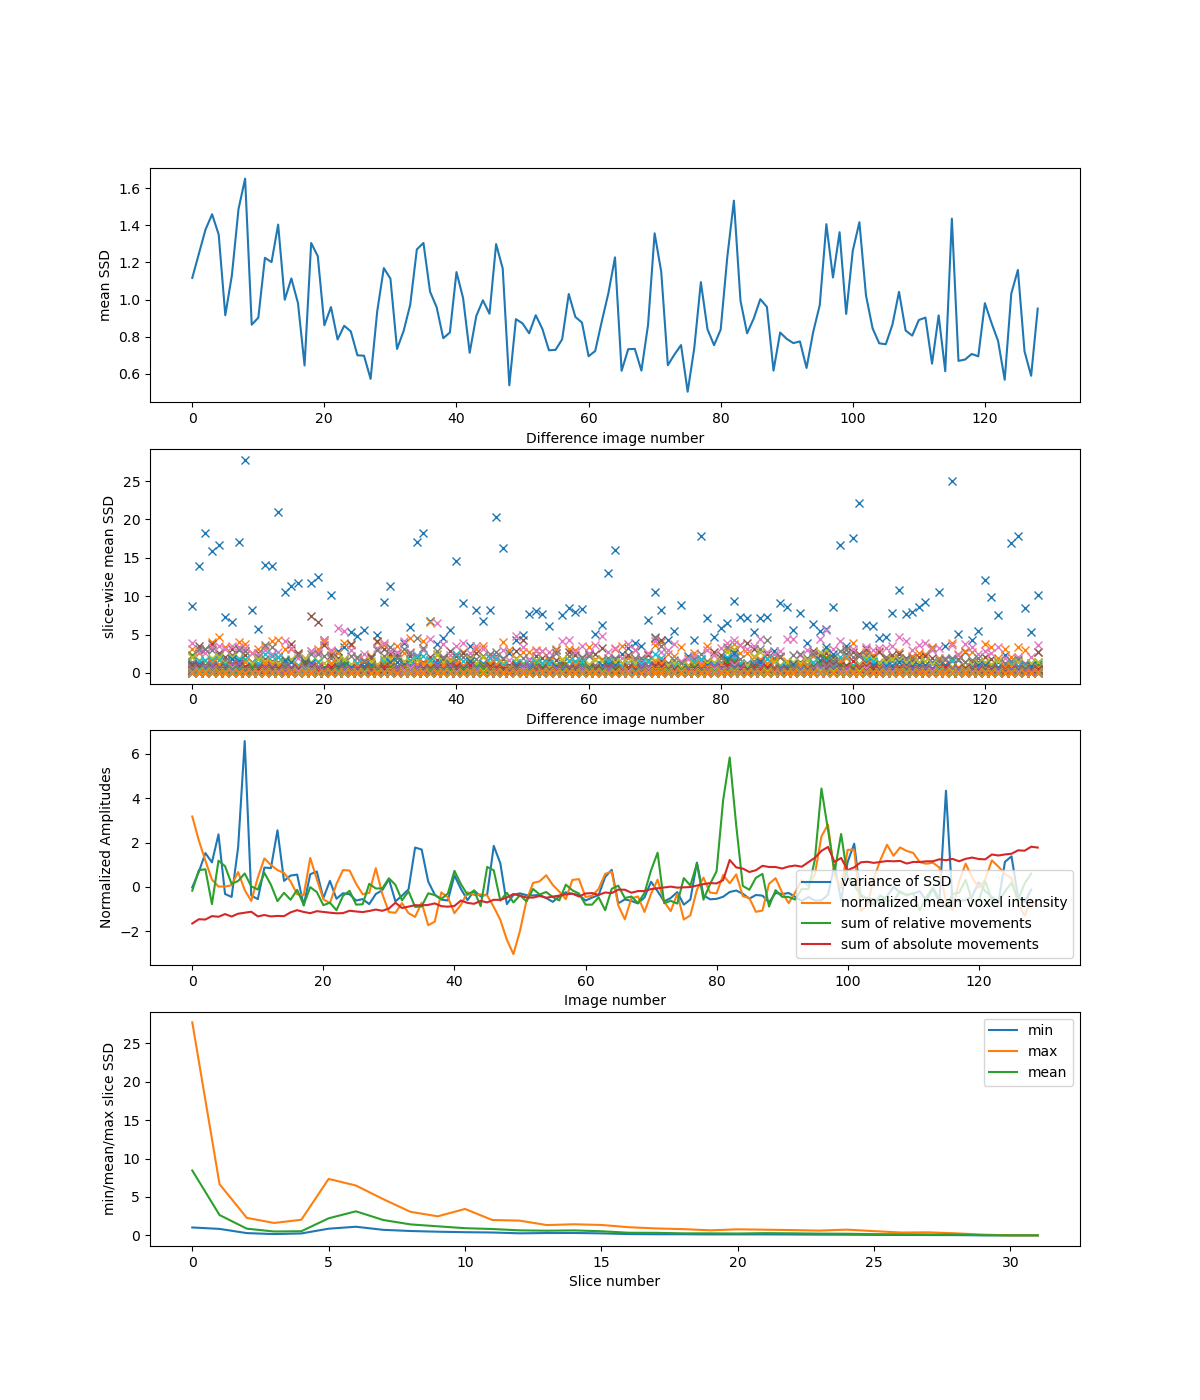 1.6
1.4
1.2
1.0
0.8
0.6
mean SSD
0 20 40 60 80 100 120
Difference image number
25
20
15
10
5
0
slice-wise mean SSD
0 20 40 60 80 100 120
Difference image number
6
4
2
0
−2
Normalized Amplitudes
variance of SSD
normalized mean voxel intensity
sum of relative movements
sum of absolute movements
0 20 40 60 80 100 120
Image number
25
20
15
10
5
0
min/mean/max slice SSD
min
max
mean
0 5 10 15 20 25 30
Slice number